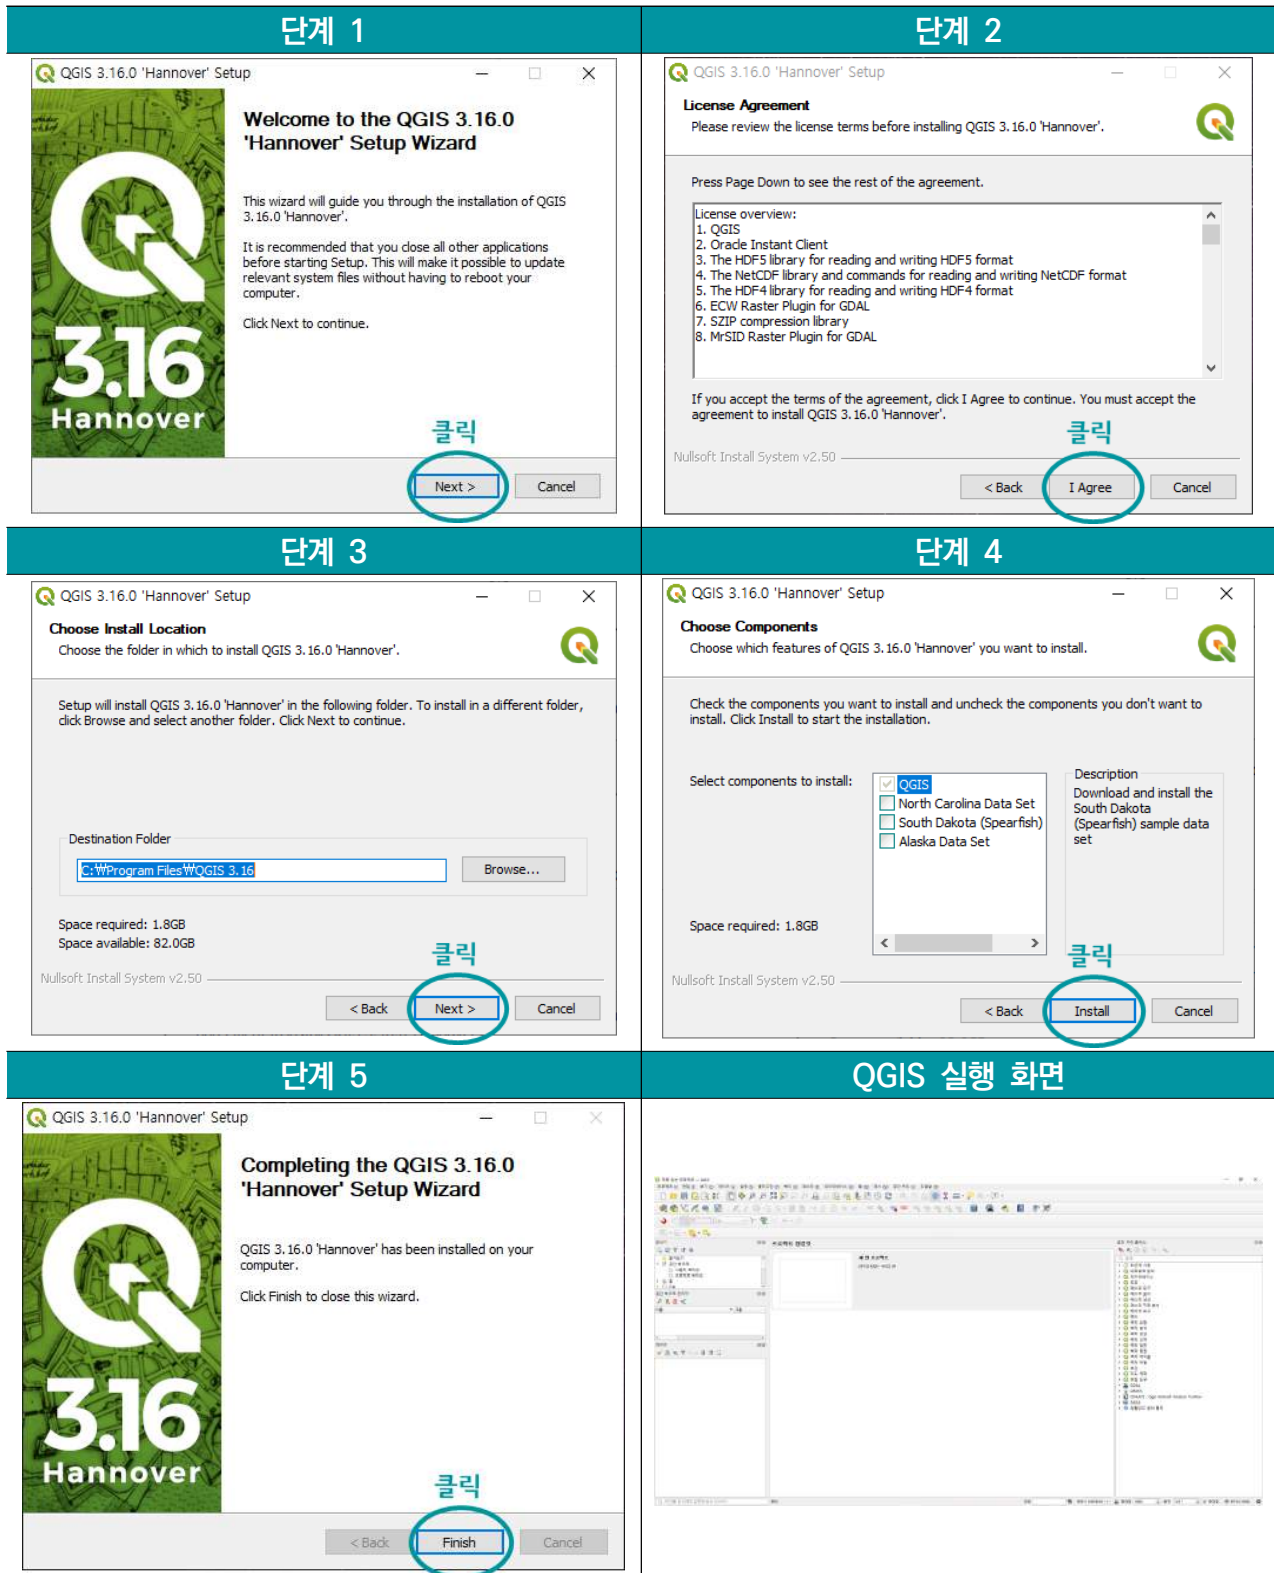 단계 1
QGIS 3.16.0 'Hannover' Setup
3.16
Hannover
Welcome to the QGIS 3.16.0
'Hannover' Setup Wizard
This wizard will guide you through the installation of QGIS
3.16.0 'Hannover'.
It is recommended that you close all other applications
before starting Setup. This will make it possible to update
relevant system files without having to reboot your
computer.
Click Next to continue.
클릭
Next >
Cancel
단계 2
QGIS 3.16.0 'Hannover' Setup
License Agreement
Please review the license terms before installing QGIS 3.16.0 'Hannover'.
Press Page Down to see the rest of the agreement.
License overview:
1. QGIS
2. Oracle Instant Client
3. The HDF5 library for reading and writing HDF5 format
4. The NetCDF library and commands for reading and writing NetCDF format
5. The HDF4 library for reading and writing HDF4 format
6. ECW Raster Plugin for GDAL
7. SZIP compression library
8. MrSID Raster Plugin for GDAL
If you accept the terms of the agreement, click I Agree to continue. You must accept the
agreement to install QGIS 3.16.0 'Hannover'.
클릭
Nullsoft Install System v2.50
< Back
I Agree
Cancel
단계 3
QGIS 3.16.0 'Hannover' Setup
Choose Install Location
Choose the folder in which to install QGIS 3.16.0 'Hannover'.
Setup will install QGIS 3.16.0 'Hannover' in the following folder. To install in a different folder,
click Browse and select another folder. Click Next to continue.
Destination Folder
C:₩Program Files₩QGIS 3.16
Browse...
Space required: 1.8GB
Space available: 82.0GB
클릭
Nullsoft Install System v2.50
< Back
Next >
Cancel
단계 4
QGIS 3.16.0 'Hannover' Setup
Choose Components
Choose which features of QGIS 3.16.0 'Hannover' you want to install.
Check the components you want to install and uncheck the components you don't want to
install. Click Install to start the installation.
Select components to install:
QGIS
North Carolina Data Set
South Dakota (Spearfish)
Alaska Data Set
Description
Download and install the
South Dakota
(Spearfish) sample data
set
Space required: 1.8GB
클릭
Nullsoft Install System v2.50
< Back
Install
Cancel
단계 5
QGIS 3.16.0 'Hannover' Setup
3.16
Hannover
Completing the QGIS 3.16.0
'Hannover' Setup Wizard
QGIS 3.16.0 'Hannover' has been installed on your
computer.
Click Finish to close this wizard.
클릭
< Back
Finish
Cancel
QGIS 실행 화면